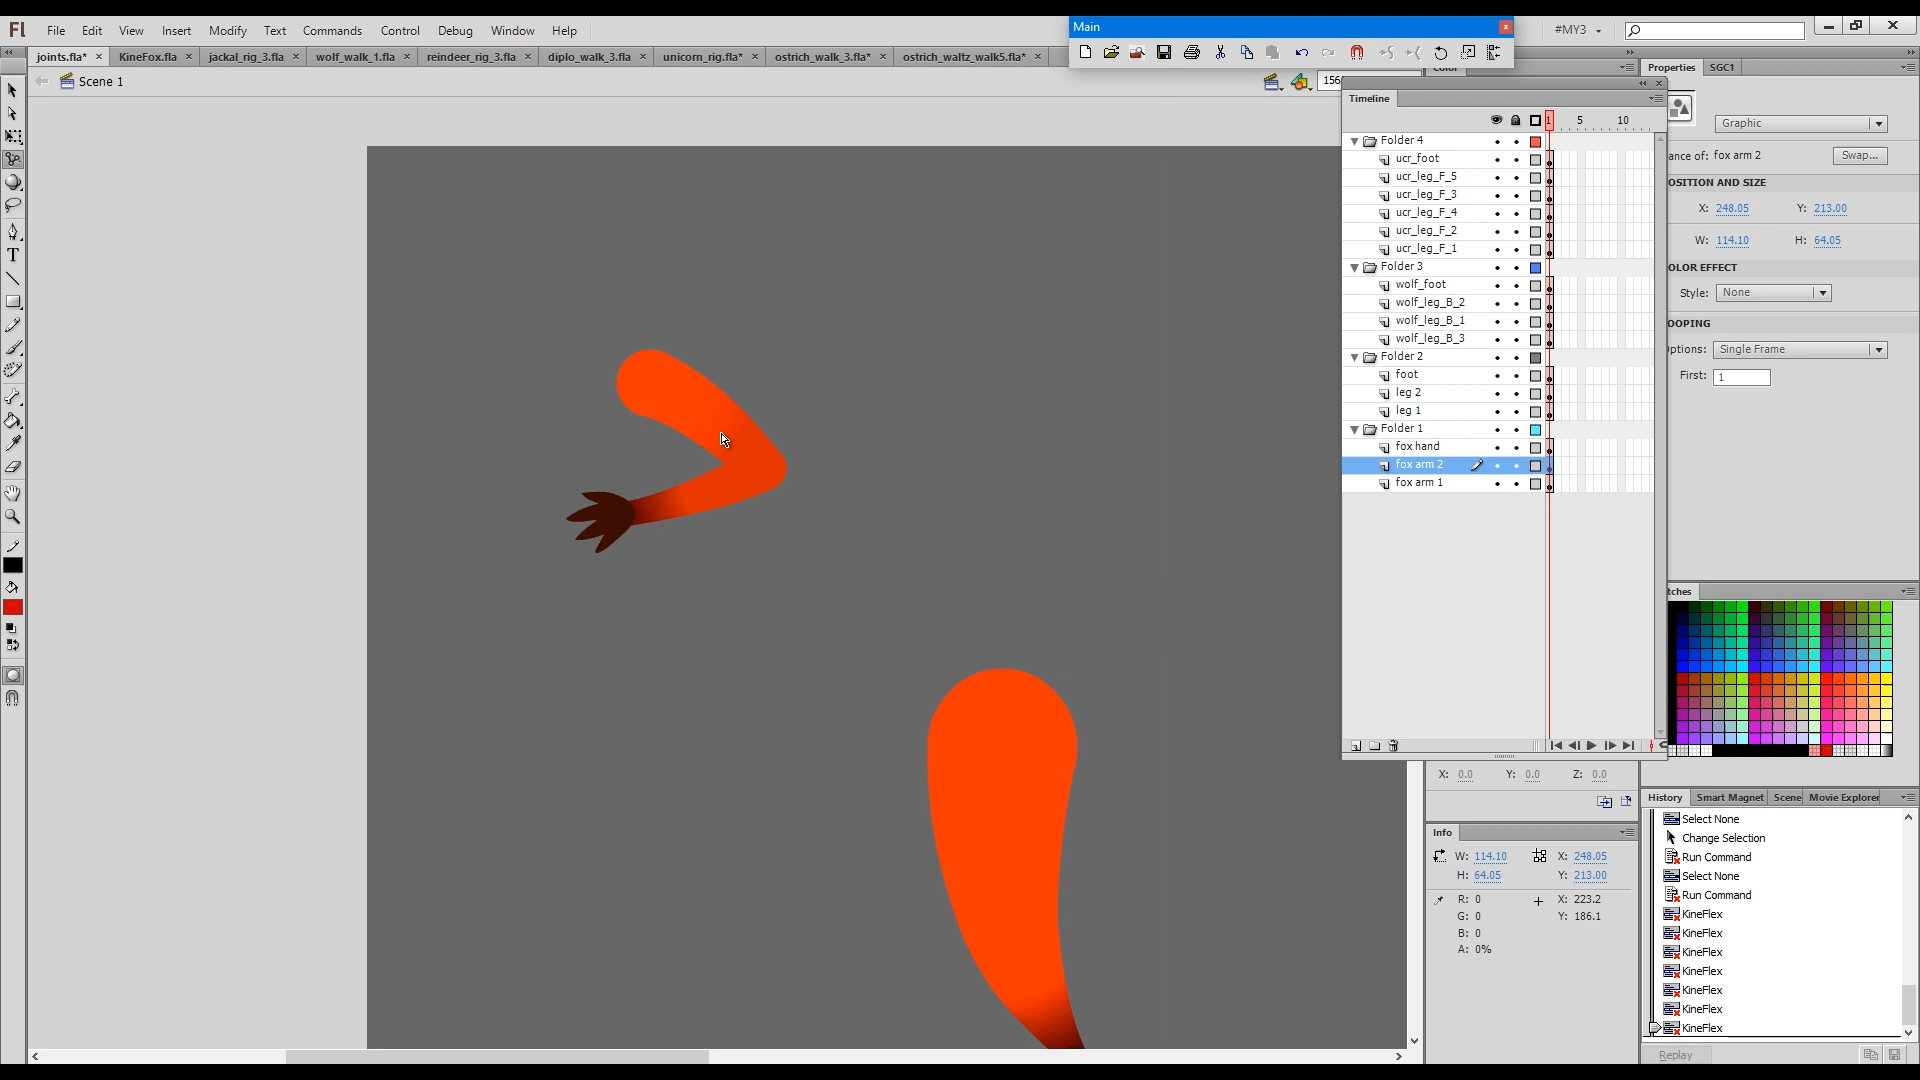 Main
Fl File Edit View Insert Modify Text Commands Control Debug Window Help
#MY3
joints.fla* KineFox.fla jackal_rig_3.fla wolf_walk_1.fla reindeer_rig_3.fla diplo_walk_3.fla unicorn_rig.fla* ostrich_walk_3.fla* ostrich_waltz_walk5.fla*
Scene 1
156
Color
Timeline
1 5 10
Folder 4
ucr_foot
ucr_leg_F_5
ucr_leg_F_3
ucr_leg_F_4
ucr_leg_F_2
ucr_leg_F_1
Folder 3
wolf_foot
wolf_leg_B_2
wolf_leg_B_1
wolf_leg_B_3
Folder 2
foot
leg 2
leg 1
Folder 1
fox hand
fox arm 2
fox arm 1
Properties SGC1
Graphic
ance of: fox arm 2 Swap...
OSITION AND SIZE
X: 248.05 Y: 213.00
W: 114.10 H: 64.05
OLOR EFFECT
Style: None
OOPING
ptions: Single Frame
First: 1
tches
X: 0.0 Y: 0.0 Z: 0.0
Info
W: 114.10 X: 248.05
H: 64.05 Y: 213.00
R: 0 X: 223.2
G: 0 Y: 186.1
B: 0
A: 0%
History Smart Magnet Scene Movie Explorer
Select None
Change Selection
Run Command
Select None
Run Command
KineFlex
KineFlex
KineFlex
KineFlex
KineFlex
KineFlex
KineFlex
Replay